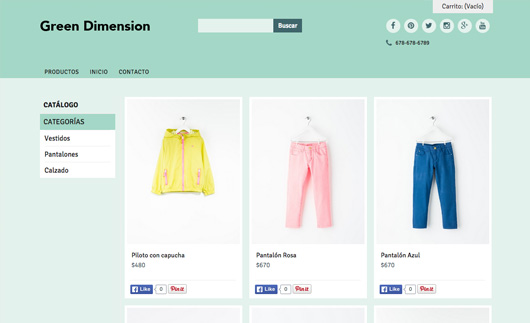 Carrito: (Vacío)
Green Dimension
Buscar
678-678-6789
PRODUCTOS INICIO CONTACTO
CATÁLOGO
CATEGORÍAS
Vestidos
Pantalones
Calzado
Piloto con capucha
$480
Like 0 Pin it
Pantalón Rosa
$670
Like 0 Pin it
Pantalón Azul
$670
Like 0 Pin it